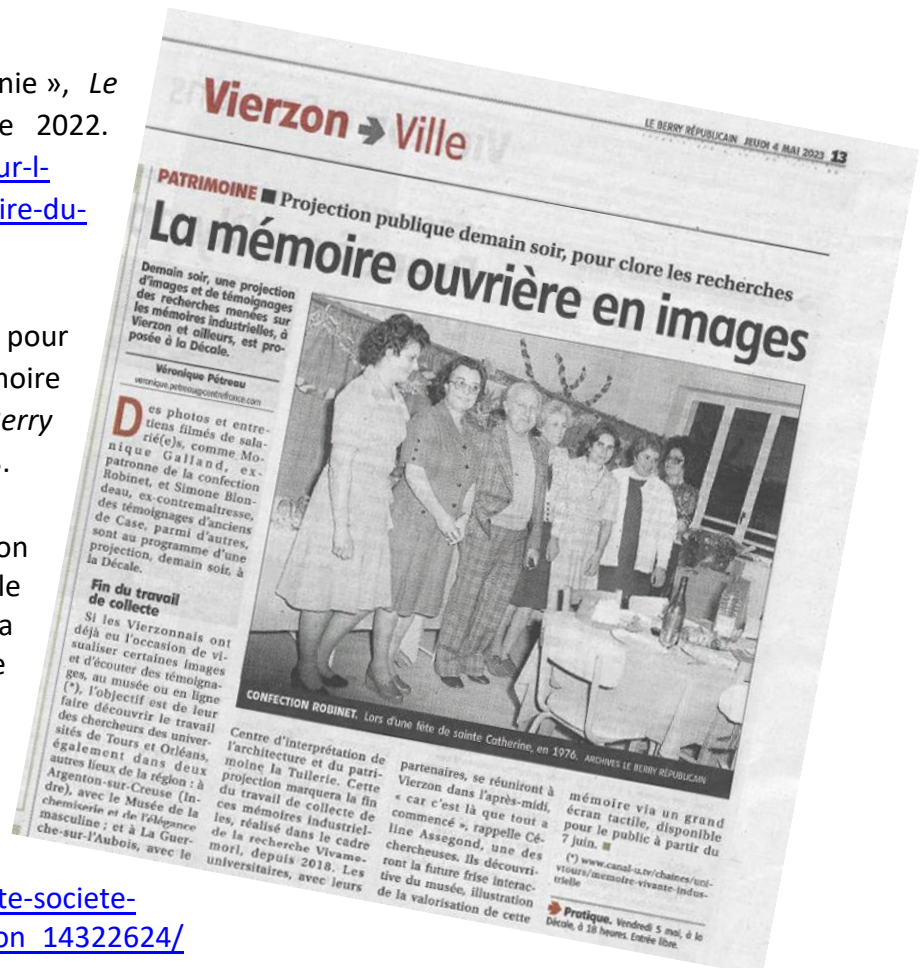 nie », Le
e 2022.
ur-l-
ire-du-
pour
moire
Berry
.
on
le
a
e
te-societe-
on_14322624/
Vierzon → Ville
LE BERRY RÉPUBLICAIN JEUDI 4 MAI 2023 13
PATRIMOINE ■ Projection publique demain soir, pour clore les recherches
La mémoire ouvrière en images
Demain soir, une projection
d'images et de témoignages
des recherches menées sur
les mémoires industrielles, à
Vierzon et ailleurs, est pro-
posée à la Décale.
Véronique Pétreau
veronique.petreau@centrefrance.com
Des photos et entre-
tiens filmés de sala-
rié(e)s, comme Mo-
nique Galland, ex-
patronne de la confection
Robinet, et Simone Blon-
deau, ex-contremaîtresse,
des témoignages d'anciens
de Case, parmi d'autres,
sont au programme d'une
projection, demain soir, à
la Décale.
Fin du travail
de collecte
Si les Vierzonnais ont
déjà eu l'occasion de vi-
sualiser certaines images
et d'écouter des témoigna-
ges, au musée ou en ligne
(*), l'objectif est de leur
faire découvrir le travail
des chercheurs des univer-
sités de Tours et Orléans,
également dans deux
autres lieux de la région : à
Argenton-sur-Creuse (In-
dre), avec le Musée de la
chemiserie et de l'élégance
masculine ; et à La Guer-
che-sur-l'Aubois, avec le
CONFECTION ROBINET. Lors d'une fête de sainte Catherine, en 1976. ARCHIVES LE BERRY RÉPUBLICAIN
Centre d'interprétation de
l'architecture et du patri-
moine la Tuilerie. Cette
projection marquera la fin
du travail de collecte de
ces mémoires industriel-
les, réalisé dans le cadre
de la recherche Vivame-
mori, depuis 2018. Les
universitaires, avec leurs
partenaires, se réuniront à
Vierzon dans l'après-midi,
« car c'est là que tout a
commencé », rappelle Cé-
line Assegond, une des
chercheuses. Ils découvri-
ront la future frise interac-
tive du musée, illustration
de la valorisation de cette
mémoire via un grand
écran tactile, disponible
pour le public à partir du
7 juin. ■
(*) www.canal-u.tv/chaines/uni-
vtours/memoire-vivante-indus-
trielle
Pratique. Vendredi 5 mai, à la
Décale, à 18 heures. Entrée libre.